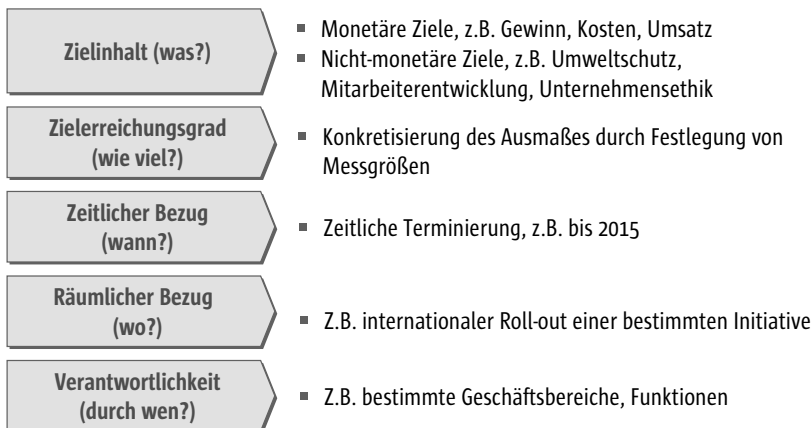 Zielinhalt (was?)
▪ Monetäre Ziele, z.B. Gewinn, Kosten, Umsatz
▪ Nicht-monetäre Ziele, z.B. Umweltschutz,
Mitarbeiterentwicklung, Unternehmensethik
Zielerreichungsgrad
(wie viel?)
▪ Konkretisierung des Ausmaßes durch Festlegung von
Messgrößen
Zeitlicher Bezug
(wann?)
▪ Zeitliche Terminierung, z.B. bis 2015
Räumlicher Bezug
(wo?)
▪ Z.B. internationaler Roll-out einer bestimmten Initiative
Verantwortlichkeit
(durch wen?)
▪ Z.B. bestimmte Geschäftsbereiche, Funktionen